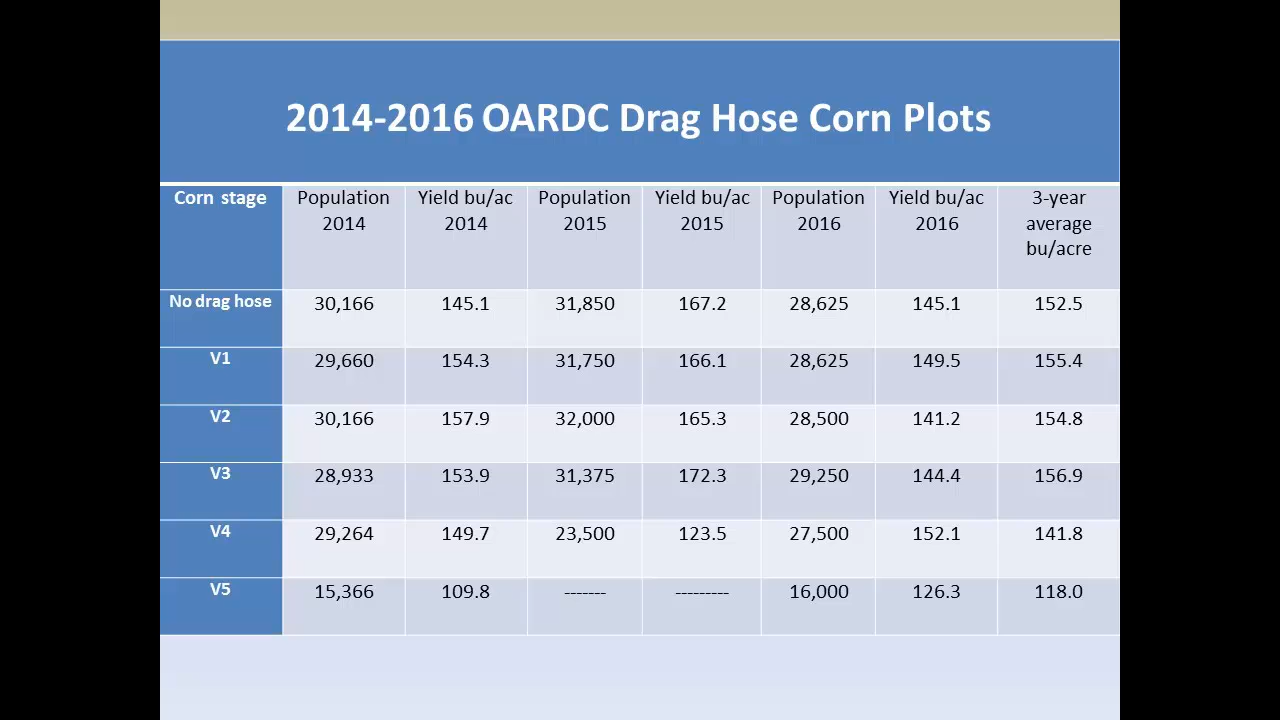 2014-2016 OARDC Drag Hose Corn Plots
Corn stage Population 2014 Yield bu/ac 2014 Population 2015 Yield bu/ac 2015 Population 2016 Yield bu/ac 2016 3-year average bu/acre
No drag hose 30,166 145.1 31,850 167.2 28,625 145.1 152.5
V1 29,660 154.3 31,750 166.1 28,625 149.5 155.4
V2 30,166 157.9 32,000 165.3 28,500 141.2 154.8
V3 28,933 153.9 31,375 172.3 29,250 144.4 156.9
V4 29,264 149.7 23,500 123.5 27,500 152.1 141.8
V5 15,366 109.8 ------- --------- 16,000 126.3 118.0